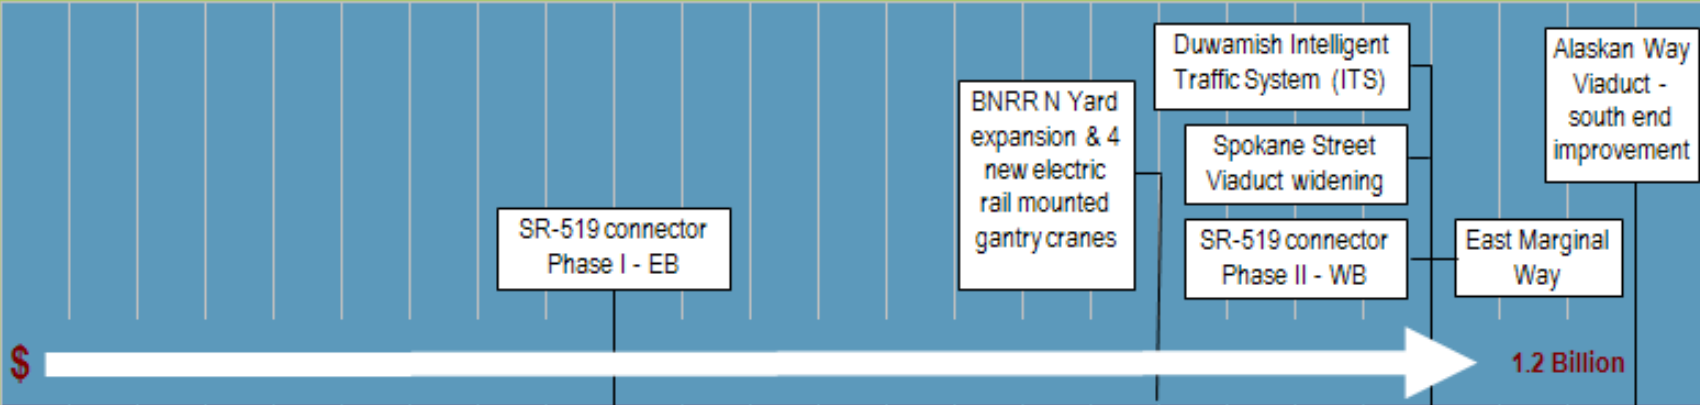 SR-519 connector
Phase I - EB
BNRR N Yard
expansion & 4
new electric
rail mounted
gantry cranes
Duwamish Intelligent
Traffic System (ITS)
Spokane Street
Viaduct widening
SR-519 connector
Phase II - WB
East Marginal
Way
Alaskan Way
Viaduct -
south end
improvement
$
1.2 Billion